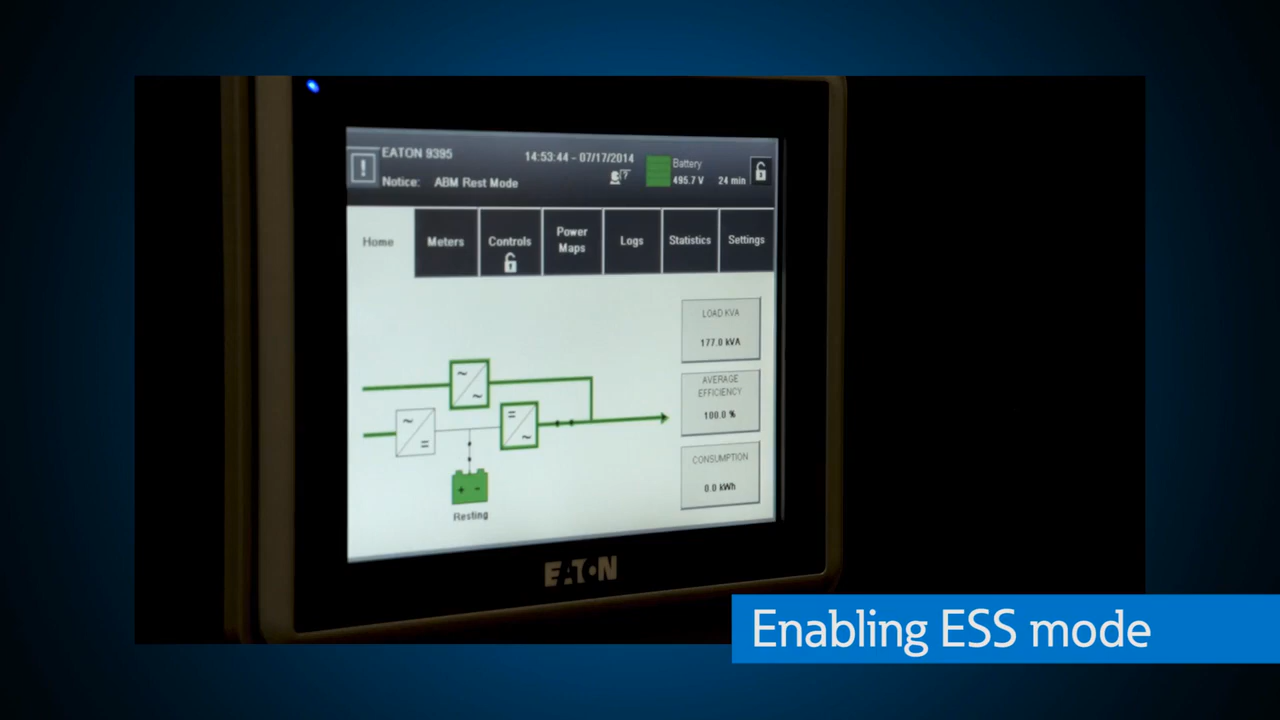 EATON 9395
14:53:44 - 07/17/2014
Battery
495.7 V
24 min
Notice: ABM Rest Mode
Home
Meters
Controls
Power
Maps
Logs
Statistics
Settings
LOAD KVA
177.0 kVA
AVERAGE
EFFICIENCY
100.0 %
CONSUMPTION
0.0 kWh
Resting
EATON
Enabling ESS mode